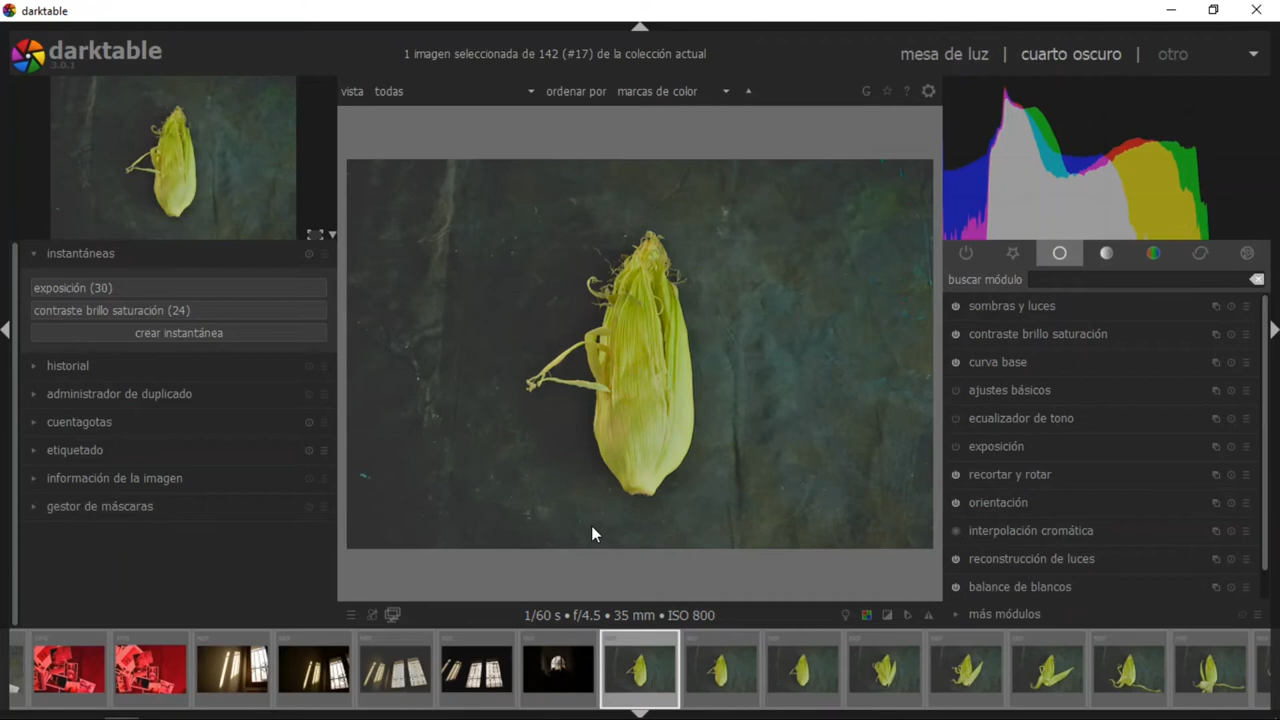 darktable
darktable
3.0.1
1 imagen seleccionada de 142 (#17) de la colección actual
mesa de luz | cuarto oscuro | otro
vista todas ordenar por marcas de color
G ☆ ?
instantáneas
exposición (30)
contraste brillo saturación (24)
crear instantánea
historial
administrador de duplicado
cuentagotas
etiquetado
información de la imagen
gestor de máscaras
buscar módulo
sombras y luces
contraste brillo saturación
curva base
ajustes básicos
ecualizador de tono
exposición
recortar y rotar
orientación
interpolación cromática
reconstrucción de luces
balance de blancos
más módulos
1/60 s • f/4.5 • 35 mm • ISO 800